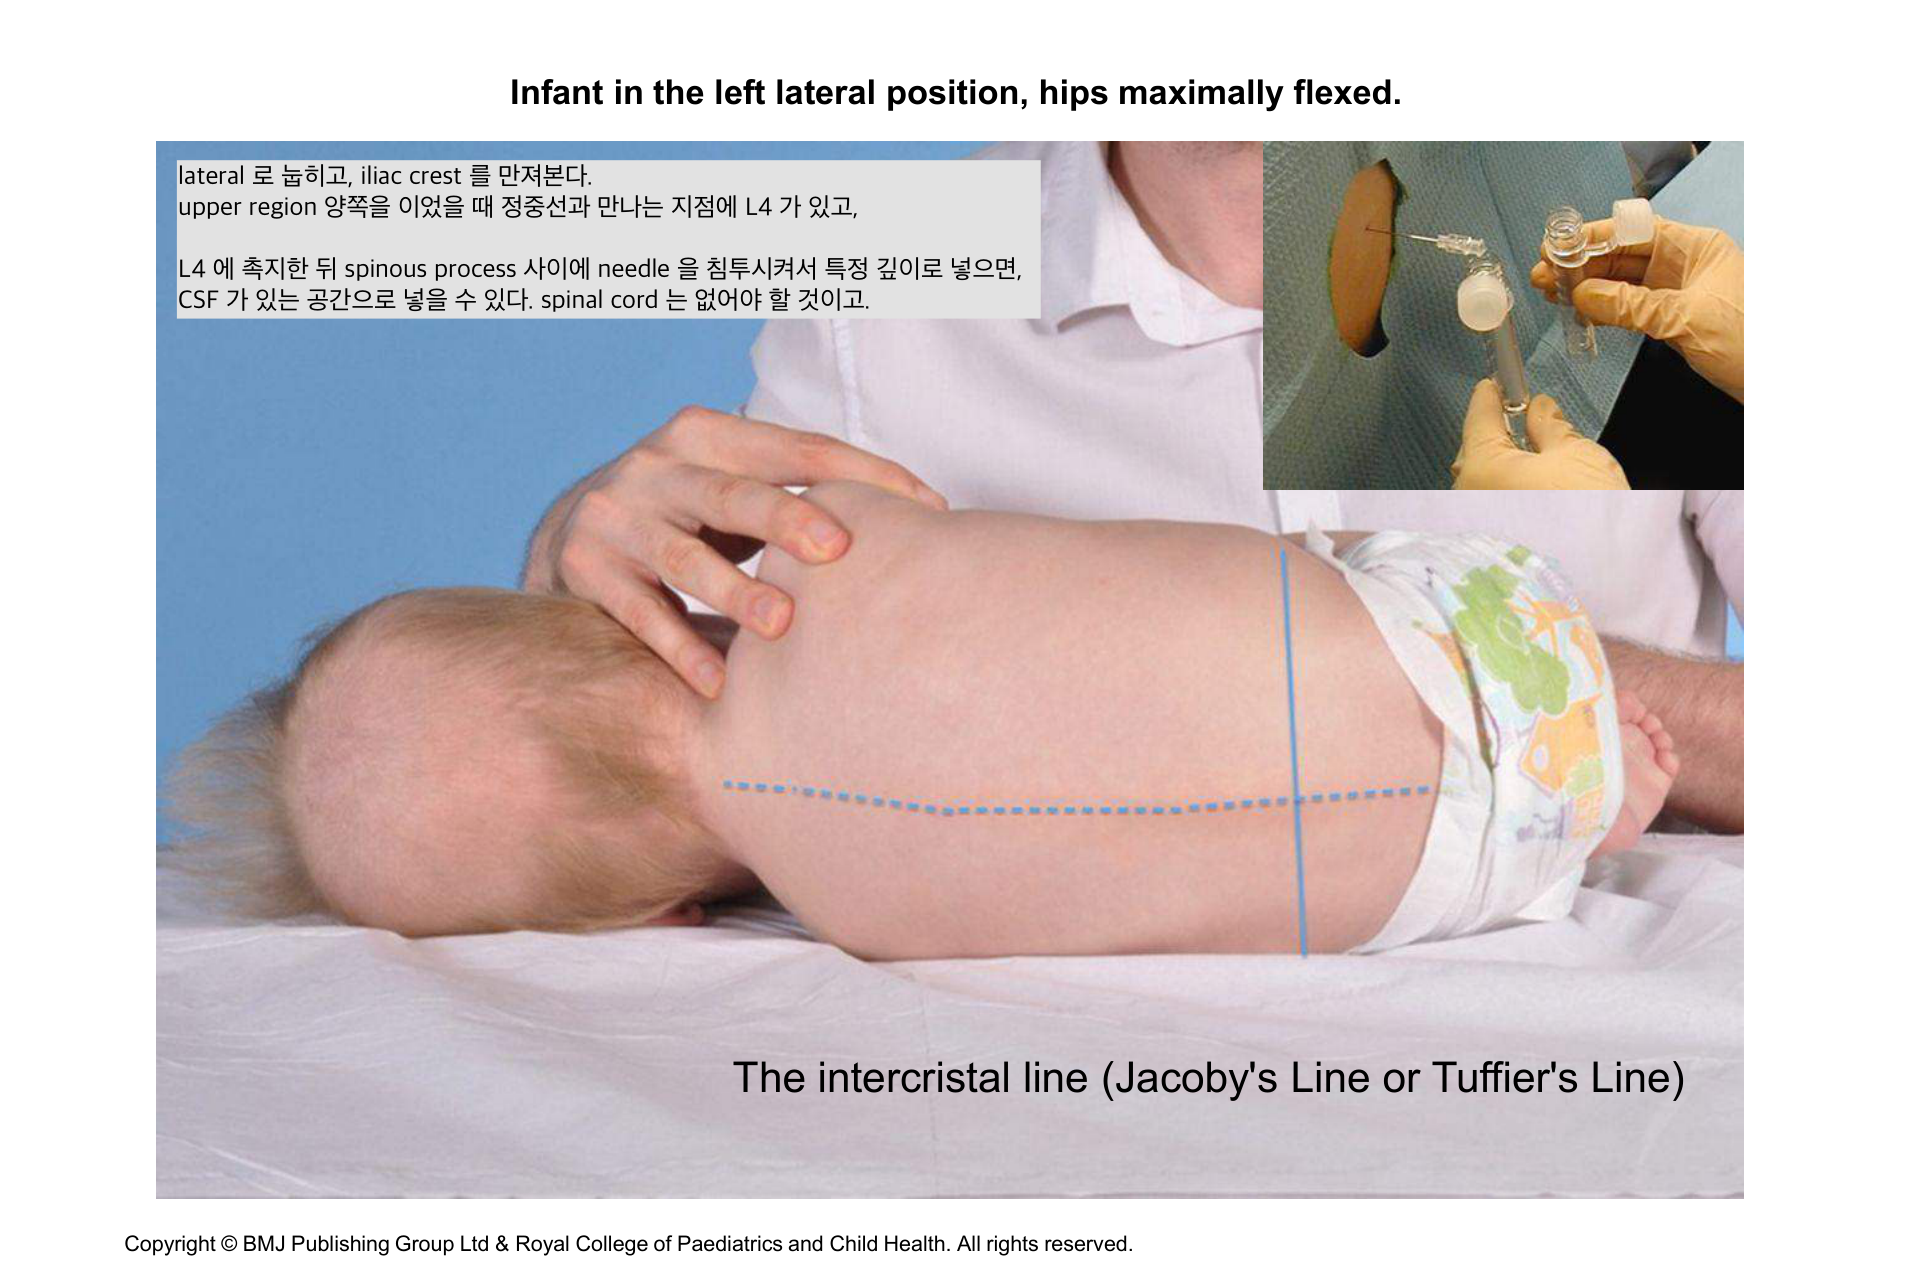 Infant in the left lateral position, hips maximally flexed.
lateral 로 눕히고, iliac crest 를 만져본다.
upper region 양쪽을 이었을 때 정중선과 만나는 지점에 L4 가 있고,
L4 에 촉지한 뒤 spinous process 사이에 needle 을 침투시켜서 특정 깊이로 넣으면,
CSF 가 있는 공간으로 넣을 수 있다. spinal cord 는 없어야 할 것이고.
The intercristal line (Jacoby's Line or Tuffier's Line)
Copyright © BMJ Publishing Group Ltd & Royal College of Paediatrics and Child Health. All rights reserved.